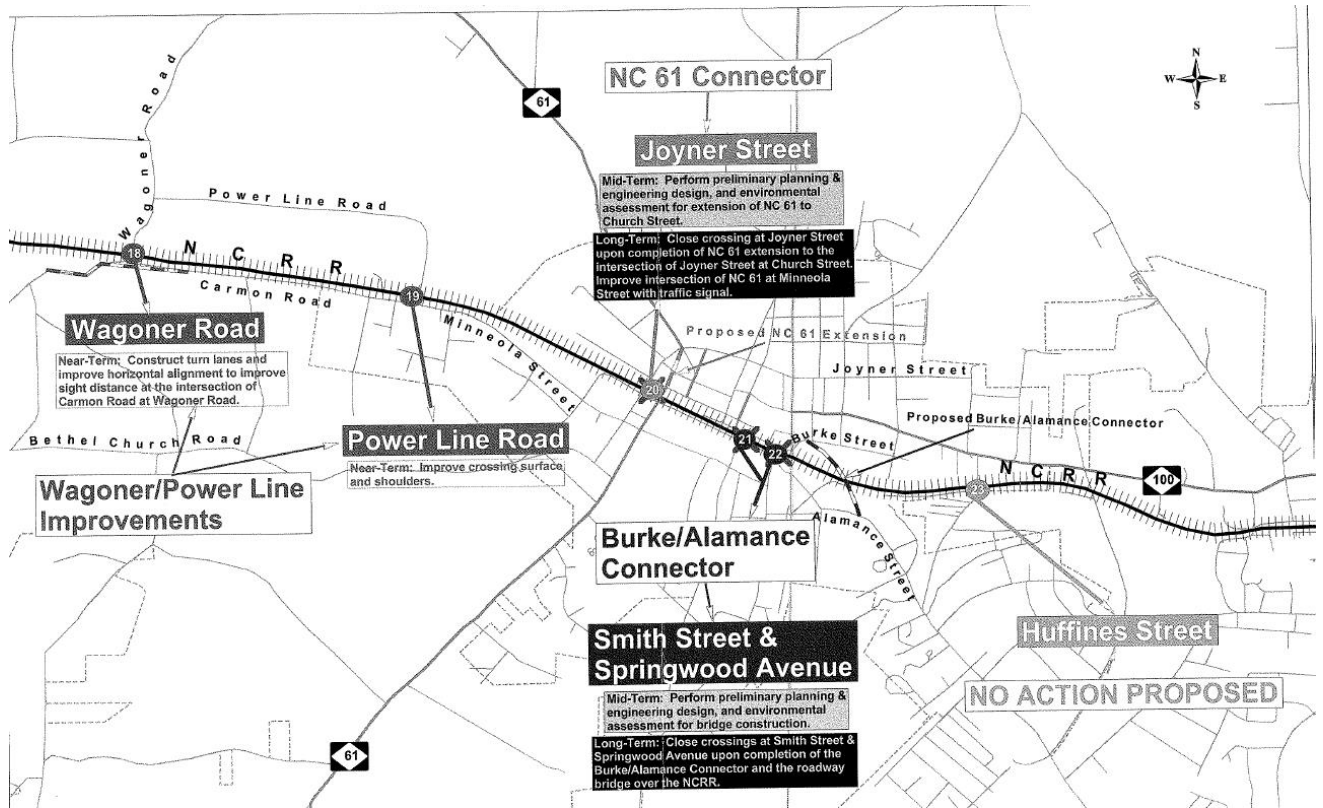 N
W E
S
NC 61 Connector
61
Joyner Street
Mid-Term: Perform preliminary planning &
engineering design, and environmental
assessment for extension of NC 61 to
Church Street.
Long-Term: Close crossing at Joyner Street
upon completion of NC 61 extension to the
intersection of Joyner Street at Church Street.
Improve intersection of NC 61 at Minneola
Street with traffic signal.
Wagoner Road
Power Line Road
18
NCRR
Carmon Road
19
Wagoner Road
Near-Term: Construct turn lanes and
improve horizontal alignment to improve
sight distance at the intersection of
Carmon Road at Wagoner Road.
Minneola Street
Proposed NC 61 Extension
Joyner Street
20
Bethel Church Road
Power Line Road
Near-Term: Improve crossing surface
and shoulders.
Wagoner/Power Line
Improvements
21
22
Burke Street
Proposed Burke/Alamance Connector
NCRR
100
23
Alamance Street
Burke/Alamance
Connector
Smith Street &
Springwood Avenue
Mid-Term: Perform preliminary planning &
engineering design, and environmental
assessment for bridge construction.
Long-Term: Close crossings at Smith Street &
Springwood Avenue upon completion of the
Burke/Alamance Connector and the roadway
bridge over the NCRR.
Huffines Street
NO ACTION PROPOSED
61